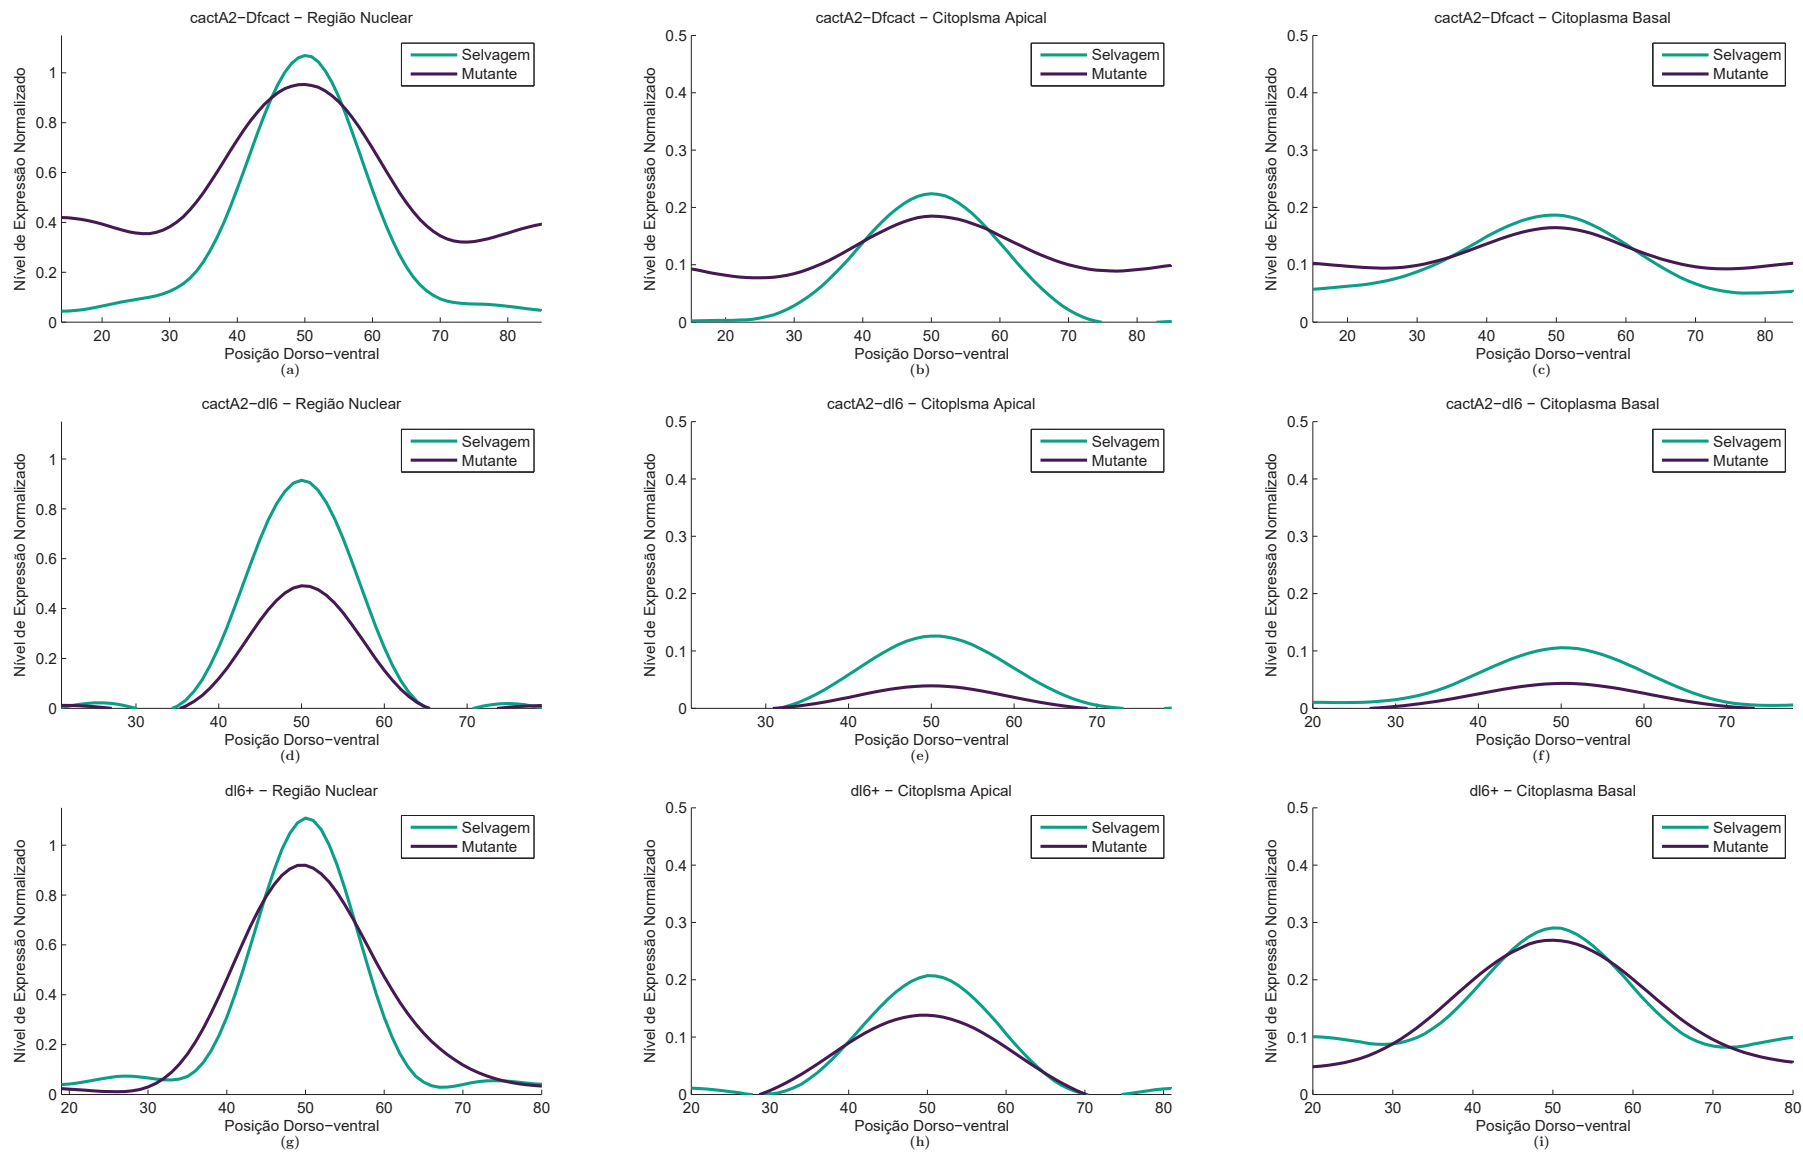 cactA2−Dfcact − Região Nuclear
Nível de Expressão Normalizado
1
0.8
0.6
0.4
0.2
0
20 30 40 50 60 70 80
Selvagem
Mutante
Posição Dorso−ventral
(a)
cactA2−Dfcact − Citoplsma Apical
Nível de Expressão Normalizado
0.5
0.4
0.3
0.2
0.1
0
20 30 40 50 60 70 80
Selvagem
Mutante
Posição Dorso−ventral
(b)
cactA2−Dfcact − Citoplasma Basal
Nível de Expressão Normalizado
0.5
0.4
0.3
0.2
0.1
0
20 30 40 50 60 70 80
Selvagem
Mutante
Posição Dorso−ventral
(c)
cactA2−dl6 − Região Nuclear
Nível de Expressão Normalizado
1
0.8
0.6
0.4
0.2
0
30 40 50 60 70
Selvagem
Mutante
Posição Dorso−ventral
(d)
cactA2−dl6 − Citoplsma Apical
Nível de Expressão Normalizado
0.5
0.4
0.3
0.2
0.1
0
30 40 50 60 70
Selvagem
Mutante
Posição Dorso−ventral
(e)
cactA2−dl6 − Citoplasma Basal
Nível de Expressão Normalizado
0.5
0.4
0.3
0.2
0.1
0
20 30 40 50 60 70
Selvagem
Mutante
Posição Dorso−ventral
(f)
dl6+ − Região Nuclear
Nível de Expressão Normalizado
1
0.8
0.6
0.4
0.2
0
20 30 40 50 60 70 80
Selvagem
Mutante
Posição Dorso−ventral
(g)
dl6+ − Citoplsma Apical
Nível de Expressão Normalizado
0.5
0.4
0.3
0.2
0.1
0
20 30 40 50 60 70 80
Selvagem
Mutante
Posição Dorso−ventral
(h)
dl6+ − Citoplasma Basal
Nível de Expressão Normalizado
0.5
0.4
0.3
0.2
0.1
0
20 30 40 50 60 70 80
Selvagem
Mutante
Posição Dorso−ventral
(i)